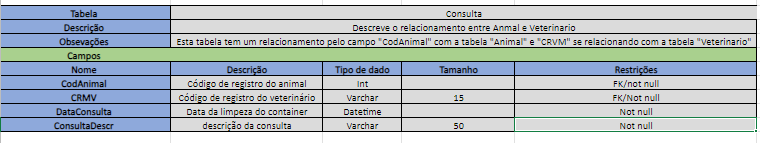 Tabela Consulta
Descrição Descreve o relacionamento entre Anmal e Veterinario
Obsevações Esta tabela tem um relacionamento pelo campo "CodAnimal" com a tabela "Animal" e "CRVM" se relacionando com a tabela "Veterinario"
Campos
Nome Descrição Tipo de dado Tamanho Restrições
CodAnimal Código de registro do animal Int FK/not null
CRMV Código de registro do veterinário Varchar 15 FK/Not null
DataConsulta Data da limpeza do container Datetime Not null
ConsultaDescr descrição da consulta Varchar 50 Not null